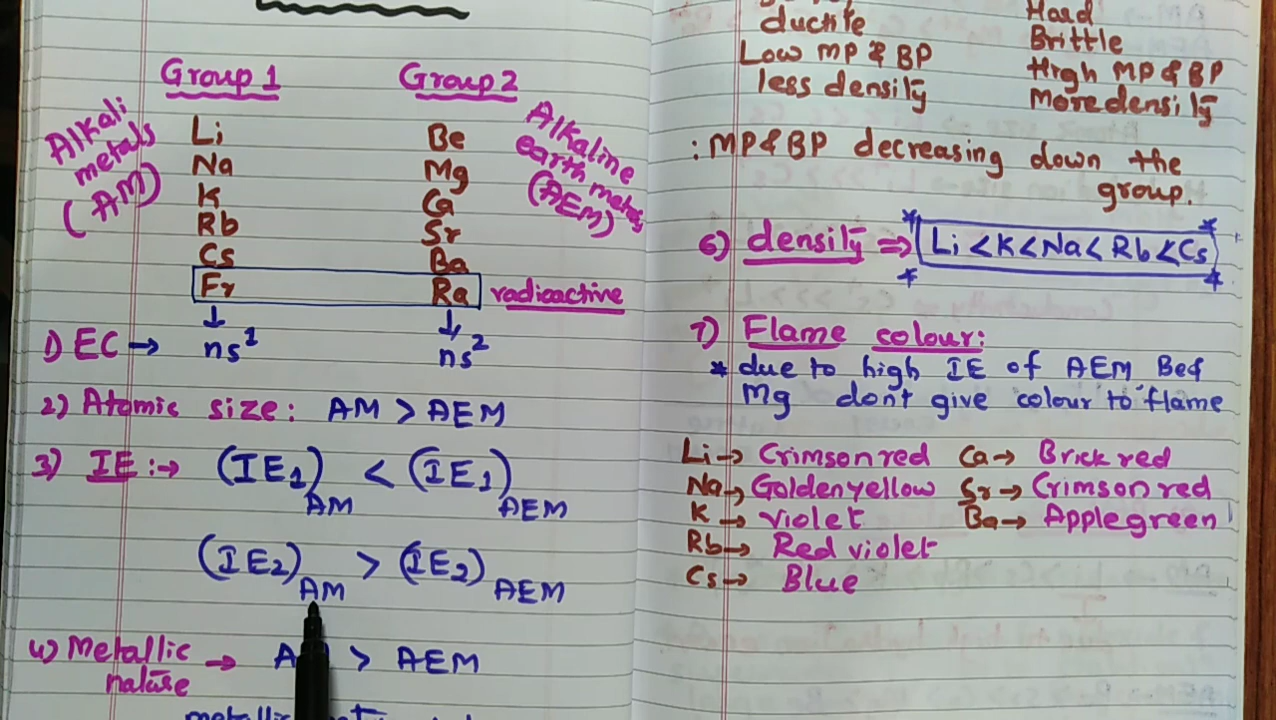 Group 1 Group 2
Alkali metals (AM)
Alkaline earth metals (AEM)
Li Be
Na Mg
K Ca
Rb Sr
Cs Ba
Fr Ra radioactive
↓ ↓
1) EC → ns² ns²
2) Atomic size: AM > AEM
3) IE :→ (IE₁)AM < (IE₁)AEM
(IE₂)AM > (IE₂)AEM
4) Metallic nature → A > AEM
ductile Hard
Low MP & BP Brittle
less density High MP & BP
More density
: MP & BP decreasing down the
group.
6) density ⇒ Li < K < Na < Rb < Cs
7) Flame colour:
* due to high IE of AEM Be &
Mg dont give colour to flame
Li → Crimson red Ca → Brick red
Na → Golden yellow Sr → Crimson red
K → violet Ba → Apple green
Rb → Red violet
Cs → Blue